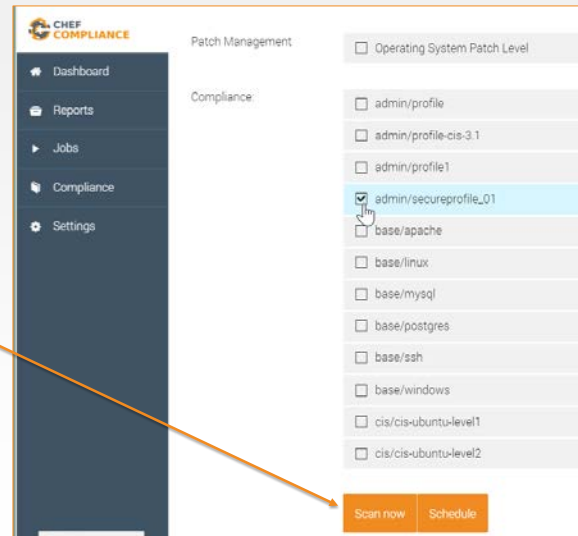 CHEF
COMPLIANCE
Dashboard
Reports
Jobs
Compliance
Settings
Patch Management
Operating System Patch Level
Compliance:
admin/profile
admin/profile-cis-3.1
admin/profile1
admin/secureprofile_01
base/apache
base/linux
base/mysql
base/postgres
base/ssh
base/windows
cis/cis-ubuntu-level1
cis/cis-ubuntu-level2
Scan now
Schedule